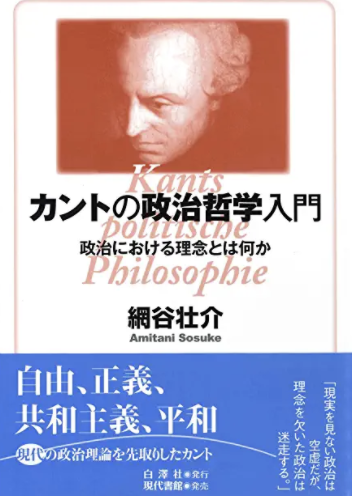 Kants
politische
Philosophie
カントの政治哲学入門
政治における理念とは何か
網谷壮介
Amitani Sosuke
自由、正義、
共和主義、平和
現代の政治理論を先取りしたカント
「現実を見ない政治は
空虚だが、
理念を欠いた政治は
迷走する。」
白澤社◉発行
現代書館◉発売